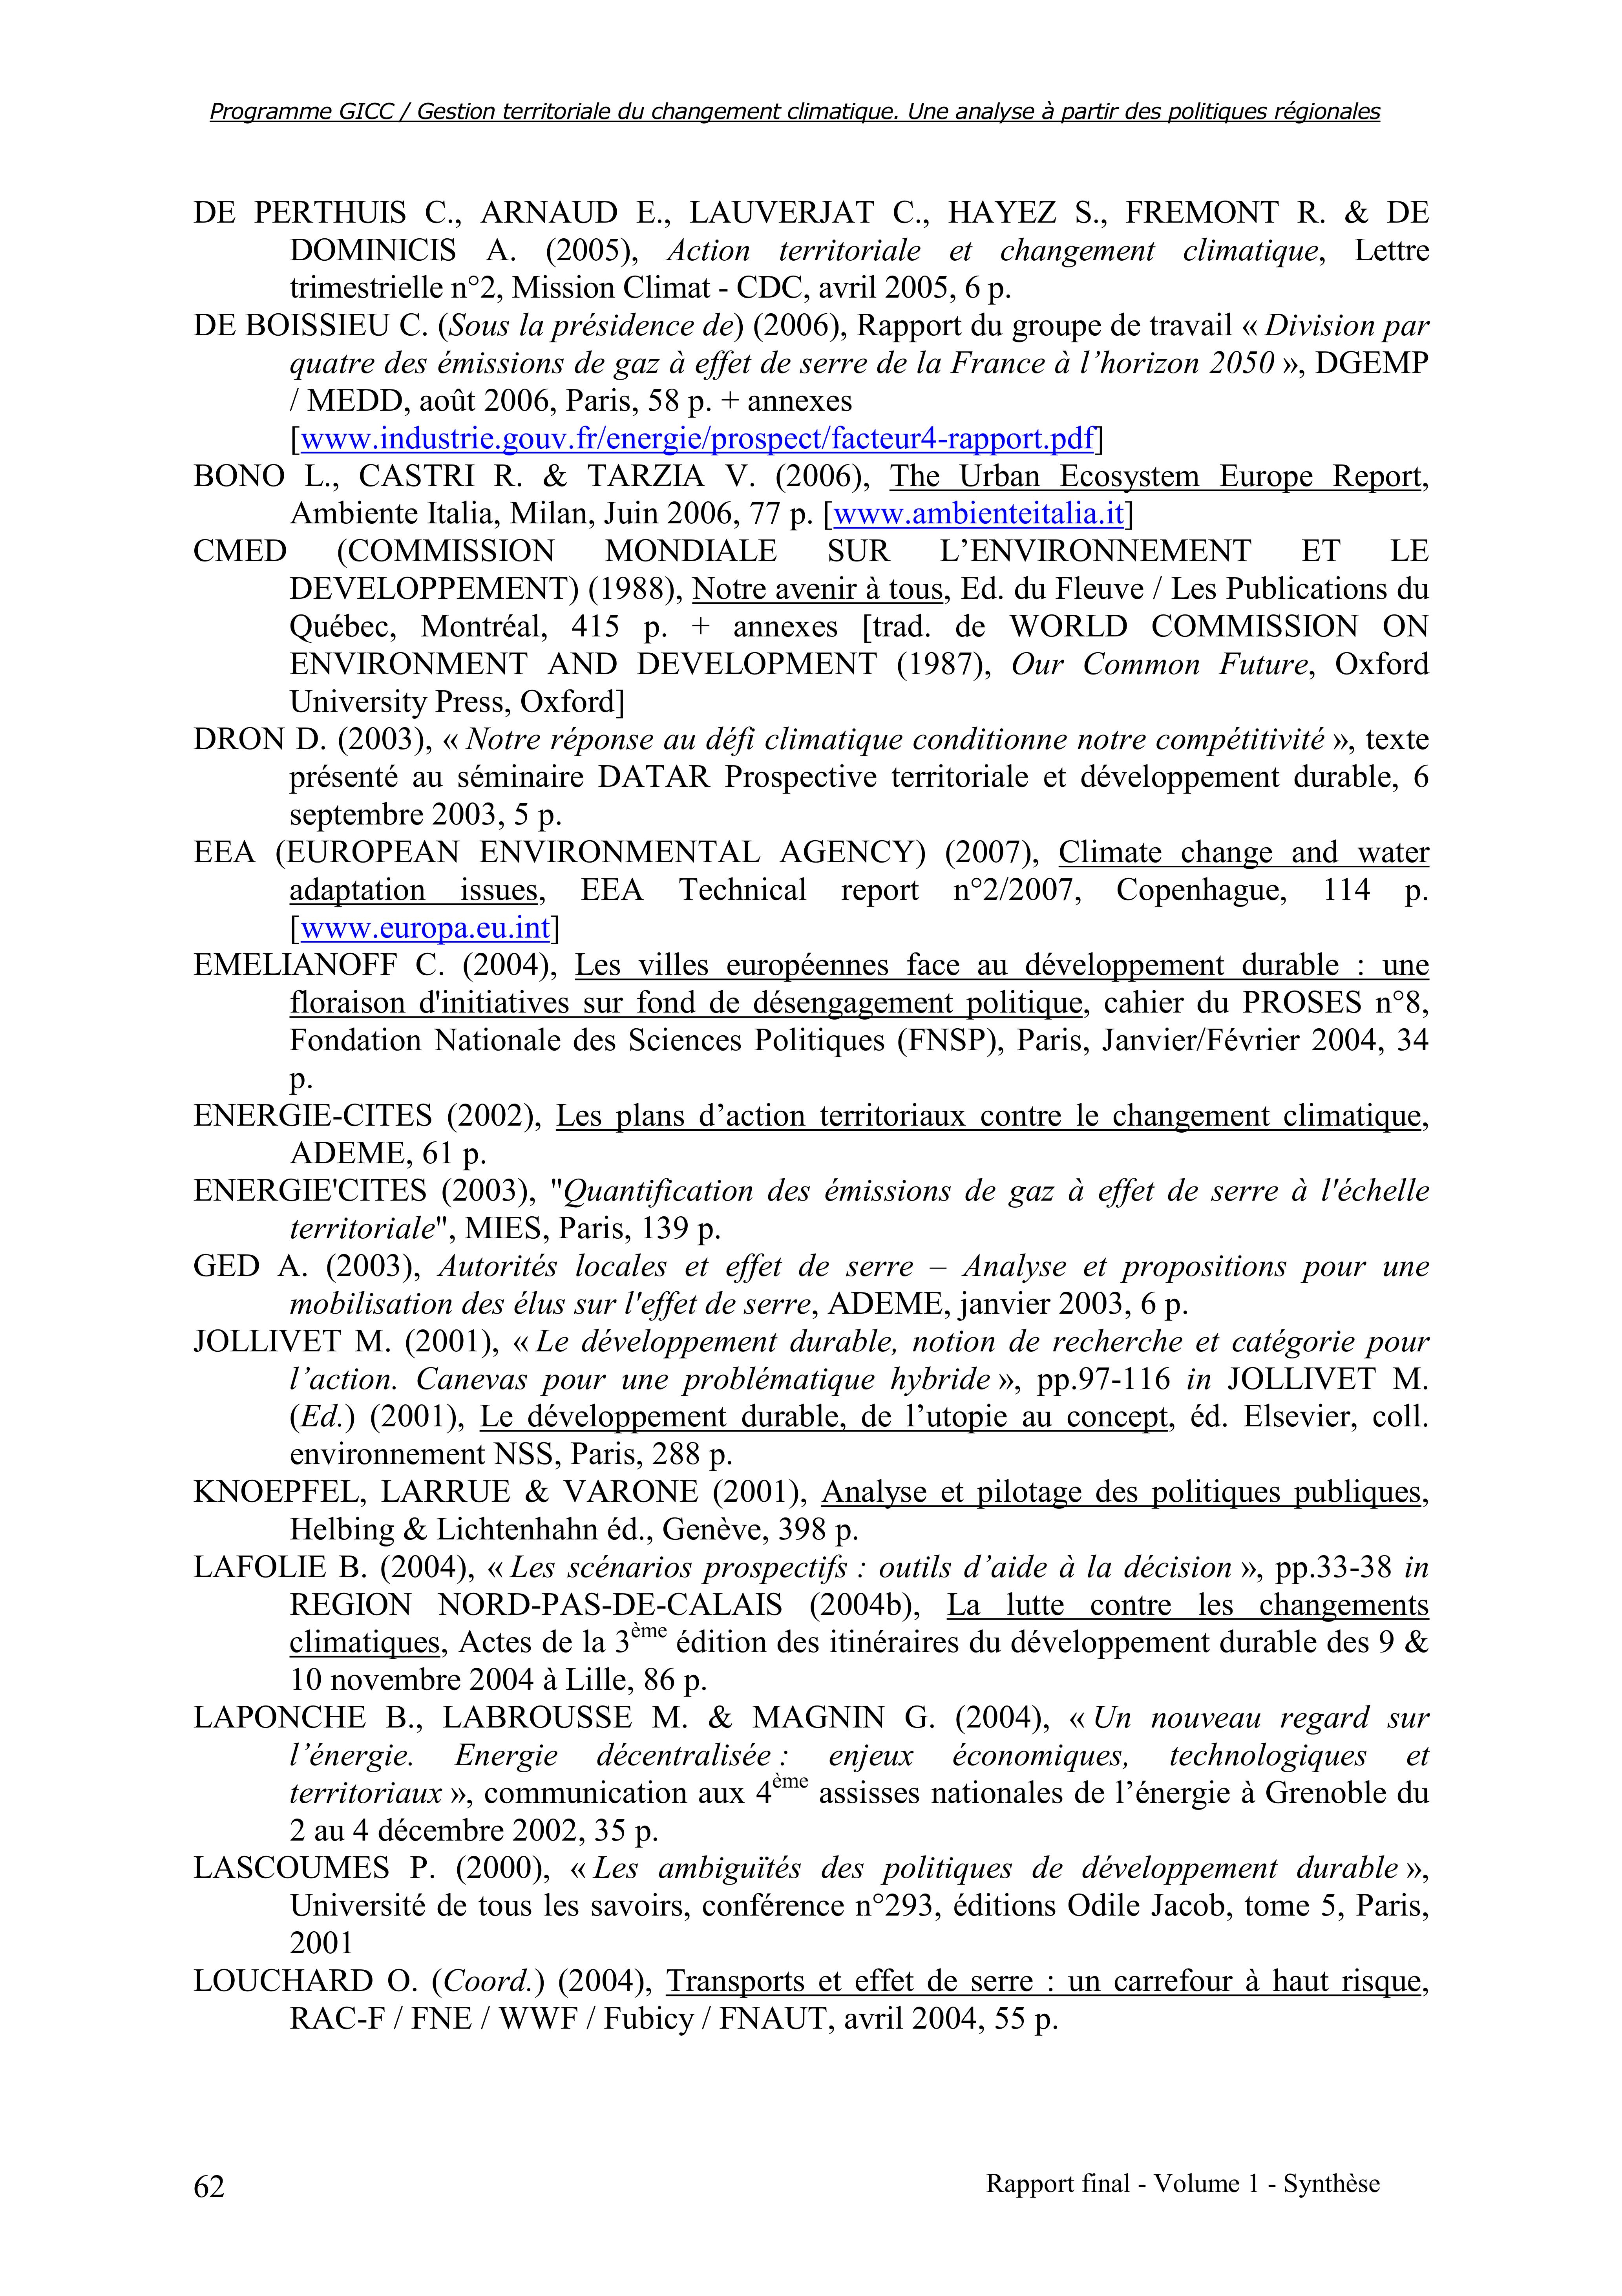 Programme GICC / Gestion territoriale du changement climatique. Une analyse à partir des politiques régionales
DE PERTHUIS C., ARNAUD E., LAUVERJAT C., HAYEZ S., FREMONT R. & DE
DOMINICIS A. (2005), Action territoriale et changement climatique, Lettre
trimestrielle n°2, Mission Climat - CDC, avril 2005, 6 p.
DE BOISSIEU C. (Sous la présidence de) (2006), Rapport du groupe de travail « Division par
quatre des émissions de gaz à effet de serre de la France à l’horizon 2050 », DGEMP
/ MEDD, août 2006, Paris, 58 p. + annexes
[www.industrie.gouv.fr/energie/prospect/facteur4-rapport.pdf]
BONO L., CASTRI R. & TARZIA V. (2006), The Urban Ecosystem Europe Report,
Ambiente Italia, Milan, Juin 2006, 77 p. [www.ambienteitalia.it]
CMED (COMMISSION MONDIALE SUR L’ENVIRONNEMENT ET LE
DEVELOPPEMENT) (1988), Notre avenir à tous, Ed. du Fleuve / Les Publications du
Québec, Montréal, 415 p. + annexes [trad. de WORLD COMMISSION ON
ENVIRONMENT AND DEVELOPMENT (1987), Our Common Future, Oxford
University Press, Oxford]
DRON D. (2003), « Notre réponse au défi climatique conditionne notre compétitivité », texte
présenté au séminaire DATAR Prospective territoriale et développement durable, 6
septembre 2003, 5 p.
EEA (EUROPEAN ENVIRONMENTAL AGENCY) (2007), Climate change and water
adaptation issues, EEA Technical report n°2/2007, Copenhague, 114 p.
[www.europa.eu.int]
EMELIANOFF C. (2004), Les villes européennes face au développement durable : une
floraison d'initiatives sur fond de désengagement politique, cahier du PROSES n°8,
Fondation Nationale des Sciences Politiques (FNSP), Paris, Janvier/Février 2004, 34
p.
ENERGIE-CITES (2002), Les plans d’action territoriaux contre le changement climatique,
ADEME, 61 p.
ENERGIE'CITES (2003), "Quantification des émissions de gaz à effet de serre à l'échelle
territoriale", MIES, Paris, 139 p.
GED A. (2003), Autorités locales et effet de serre – Analyse et propositions pour une
mobilisation des élus sur l'effet de serre, ADEME, janvier 2003, 6 p.
JOLLIVET M. (2001), « Le développement durable, notion de recherche et catégorie pour
l’action. Canevas pour une problématique hybride », pp.97-116 in JOLLIVET M.
(Ed.) (2001), Le développement durable, de l’utopie au concept, éd. Elsevier, coll.
environnement NSS, Paris, 288 p.
KNOEPFEL, LARRUE & VARONE (2001), Analyse et pilotage des politiques publiques,
Helbing & Lichtenhahn éd., Genève, 398 p.
LAFOLIE B. (2004), « Les scénarios prospectifs : outils d’aide à la décision », pp.33-38 in
REGION NORD-PAS-DE-CALAIS (2004b), La lutte contre les changements
climatiques, Actes de la 3ème édition des itinéraires du développement durable des 9 &
10 novembre 2004 à Lille, 86 p.
LAPONCHE B., LABROUSSE M. & MAGNIN G. (2004), « Un nouveau regard sur
l’énergie. Energie décentralisée : enjeux économiques, technologiques et
territoriaux », communication aux 4ème assisses nationales de l’énergie à Grenoble du
2 au 4 décembre 2002, 35 p.
LASCOUMES P. (2000), « Les ambiguïtés des politiques de développement durable »,
Université de tous les savoirs, conférence n°293, éditions Odile Jacob, tome 5, Paris,
2001
LOUCHARD O. (Coord.) (2004), Transports et effet de serre : un carrefour à haut risque,
RAC-F / FNE / WWF / Fubicy / FNAUT, avril 2004, 55 p.
62
Rapport final - Volume 1 - Synthèse